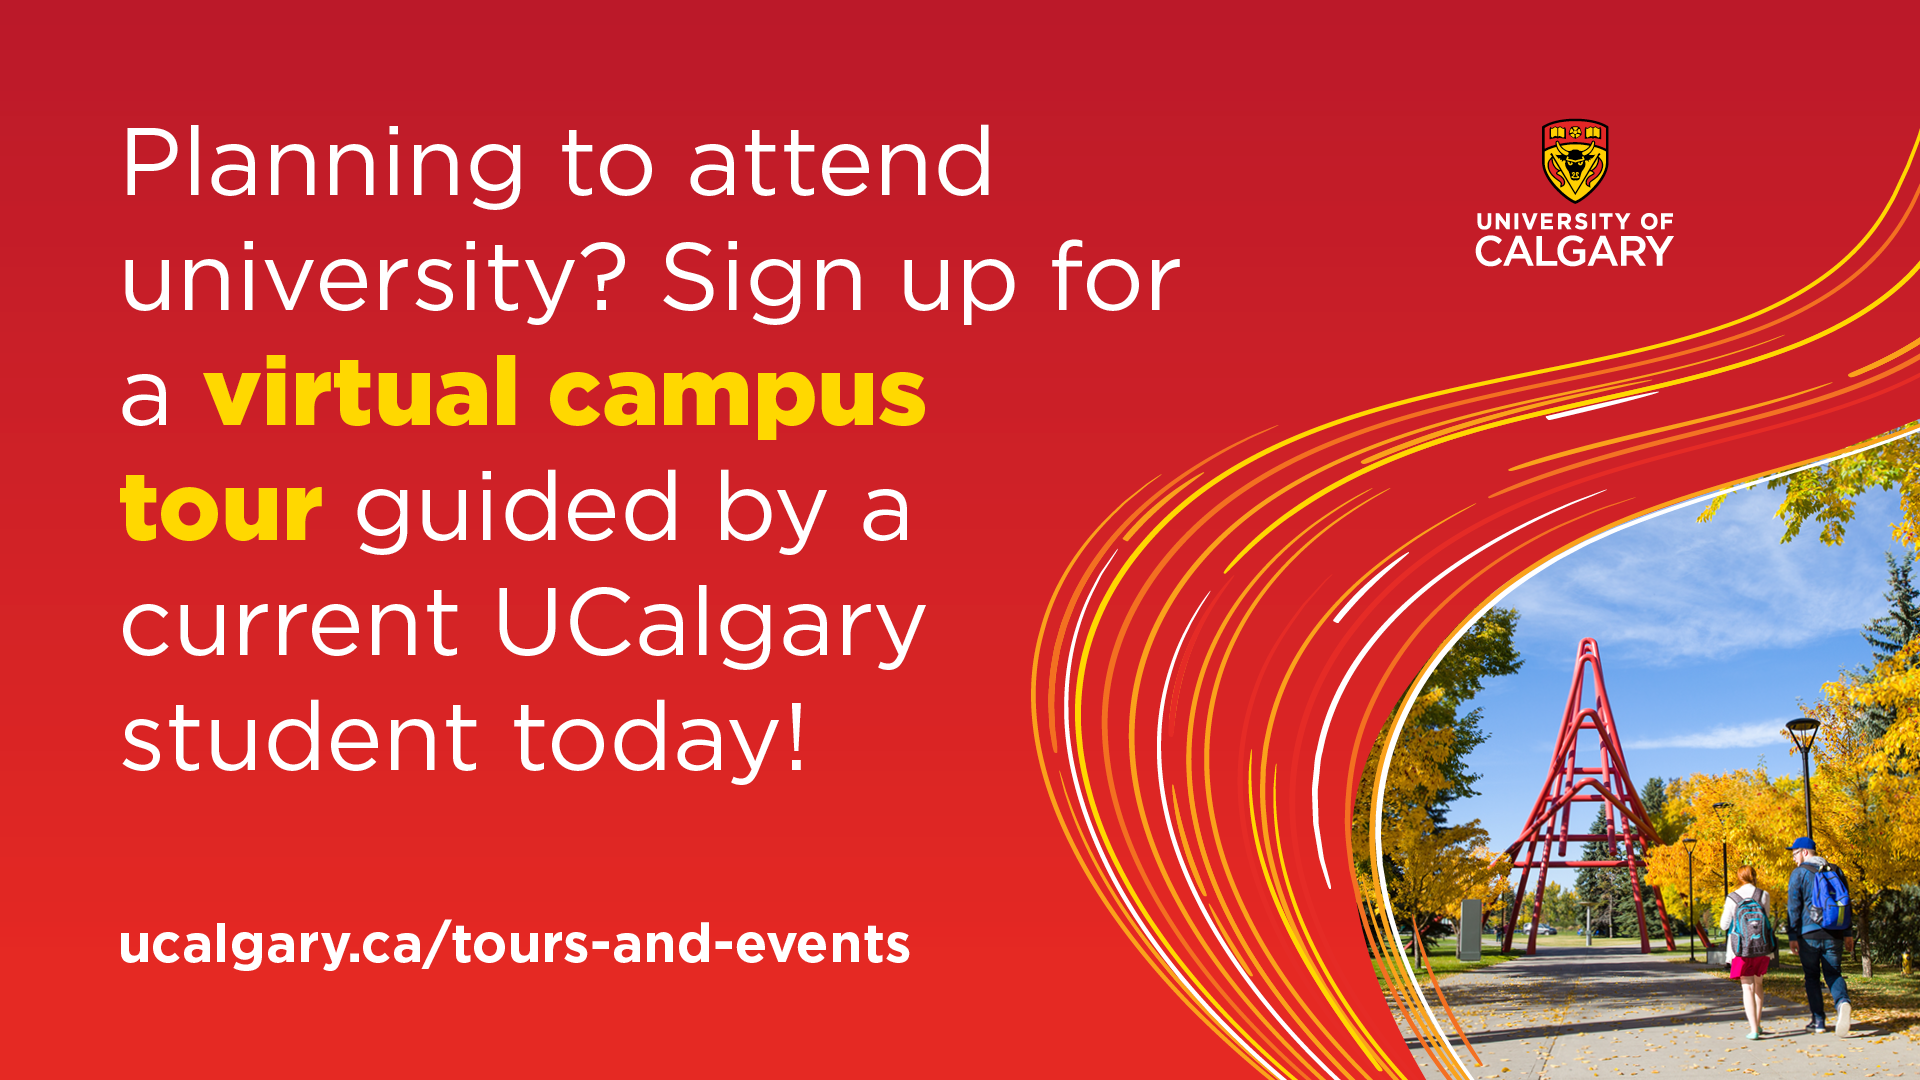 Planning to attend
university? Sign up for
a virtual campus
tour guided by a
current UCalgary
student today!
ucalgary.ca/tours-and-events
UNIVERSITY OF
CALGARY